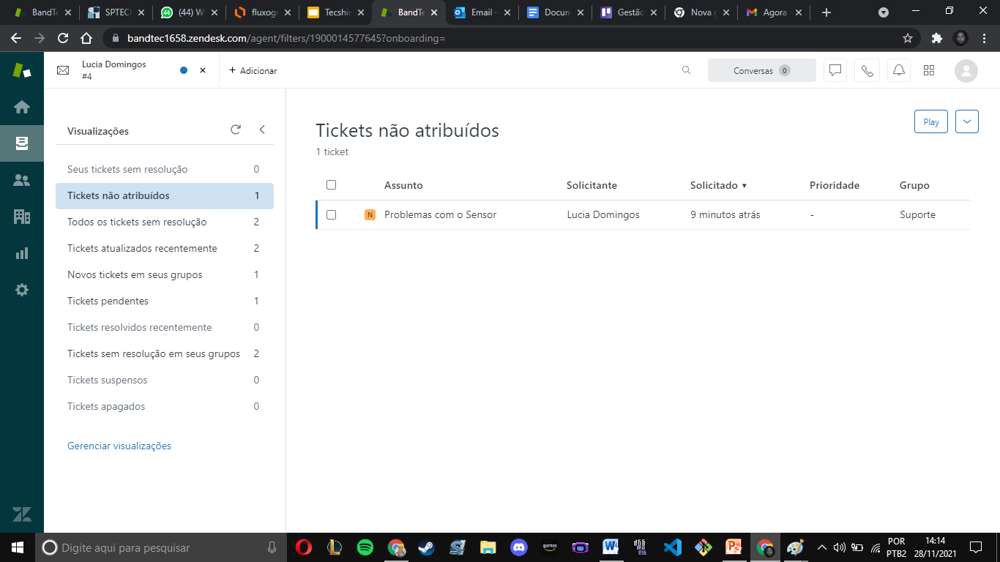 BandTe
SPTECH
(44) W
fluxogr
Tecshin
BandTe
Email -
Docum
Gestão
Nova g
Agora
bandtec1658.zendesk.com/agent/filters/1900014577645?onboarding=
Lucia Domingos
#4
+ Adicionar
Conversas 0
Visualizações
Seus tickets sem resolução 0
Tickets não atribuídos 1
Todos os tickets sem resolução 2
Tickets atualizados recentemente 2
Novos tickets em seus grupos 1
Tickets pendentes 1
Tickets resolvidos recentemente 0
Tickets sem resolução em seus grupos 2
Tickets suspensos 0
Tickets apagados 0
Gerenciar visualizações
Tickets não atribuídos
1 ticket
Play
Assunto Solicitante Solicitado ▼ Prioridade Grupo
N Problemas com o Sensor Lucia Domingos 9 minutos atrás - Suporte
Digite aqui para pesquisar
games
POR
PTB2
14:14
28/11/2021